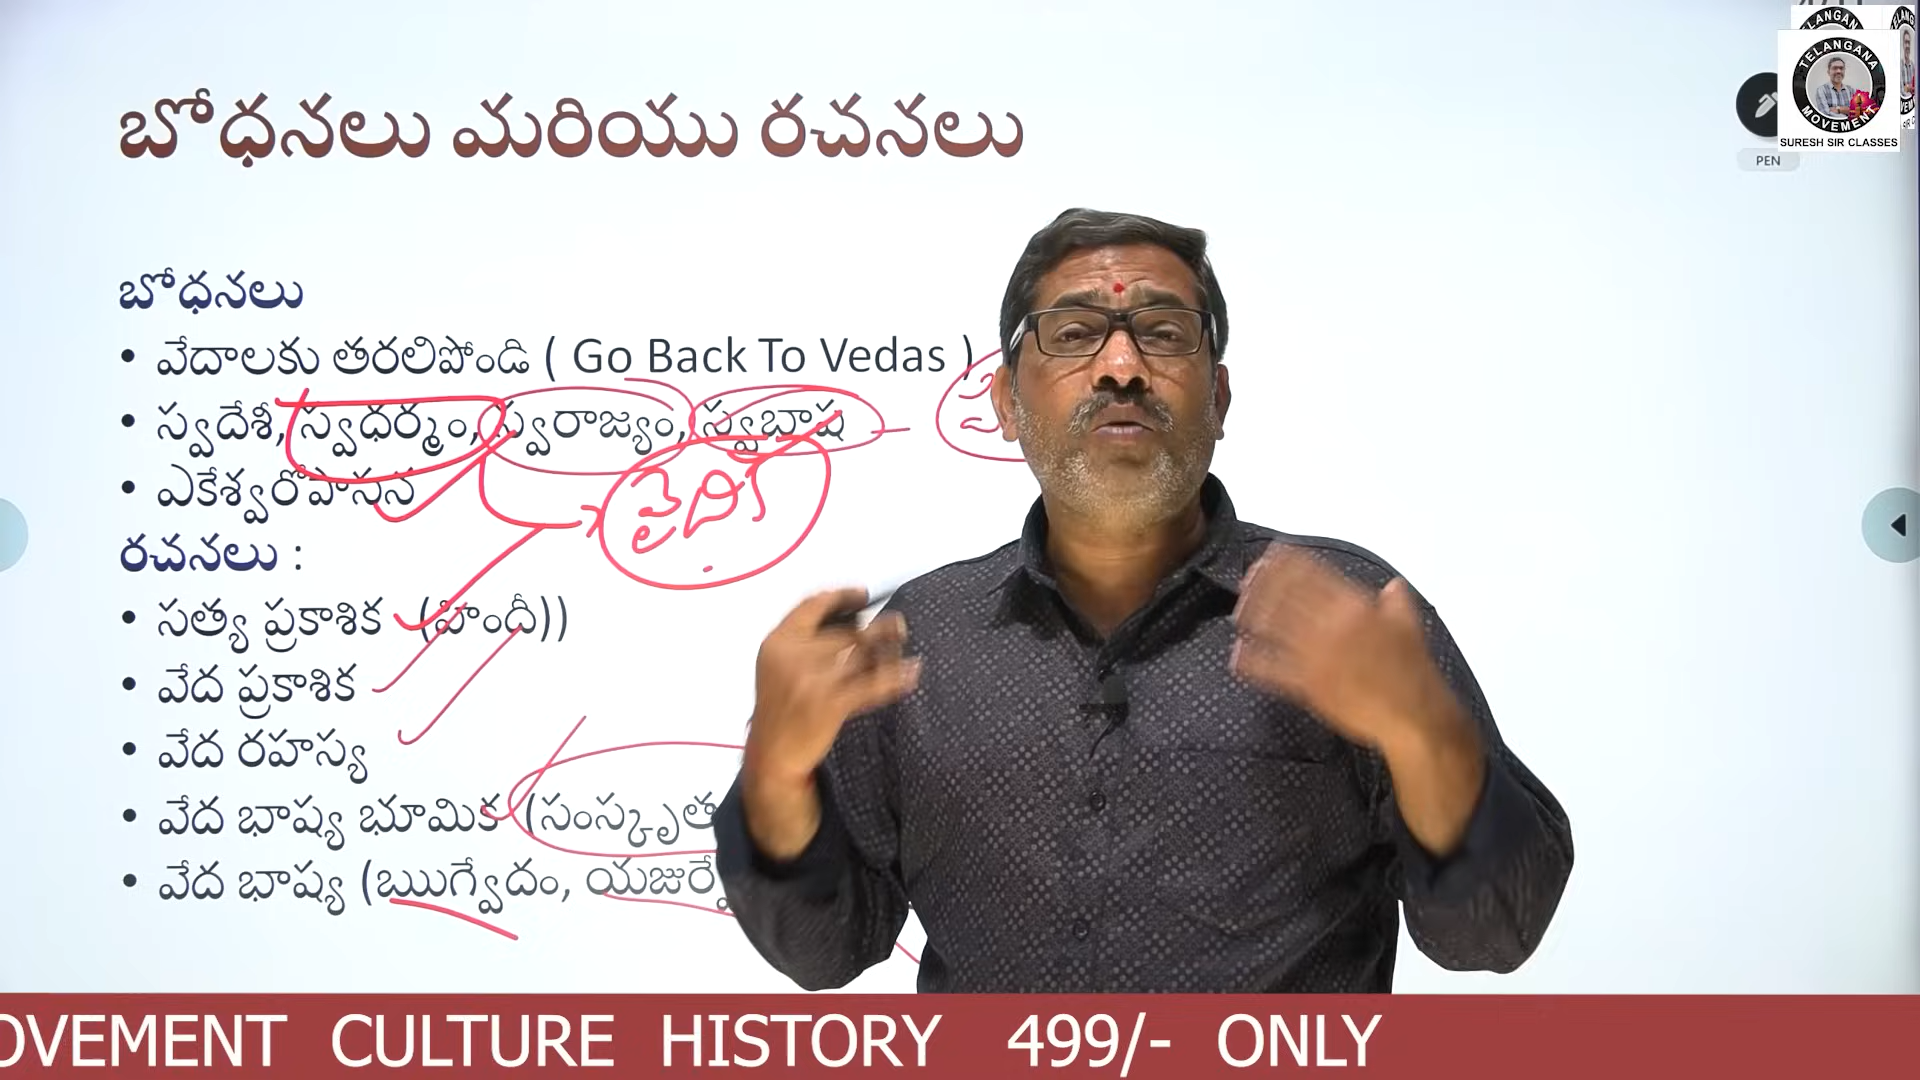 బోధనలు మరియు రచనలు
TELANGANA
MOVEMENT
SURESH SIR CLASSES
PEN
బోధనలు
• వేదాలకు తరలిపోండి ( Go Back To Vedas )
• స్వదేశీ, స్వధర్మం, స్వరాజ్యం, స్వభాష
• ఎకేశ్వరోపాసన
వైదిక
రచనలు :
• సత్య ప్రకాశిక (హిందీ))
• వేద ప్రకాశిక
• వేద రహస్య
• వేద భాష్య భూమిక (సంస్కృత
• వేద భాష్య (ఋగ్వేదం, యజుర్వే
OVEMENT CULTURE HISTORY 499/- ONLY